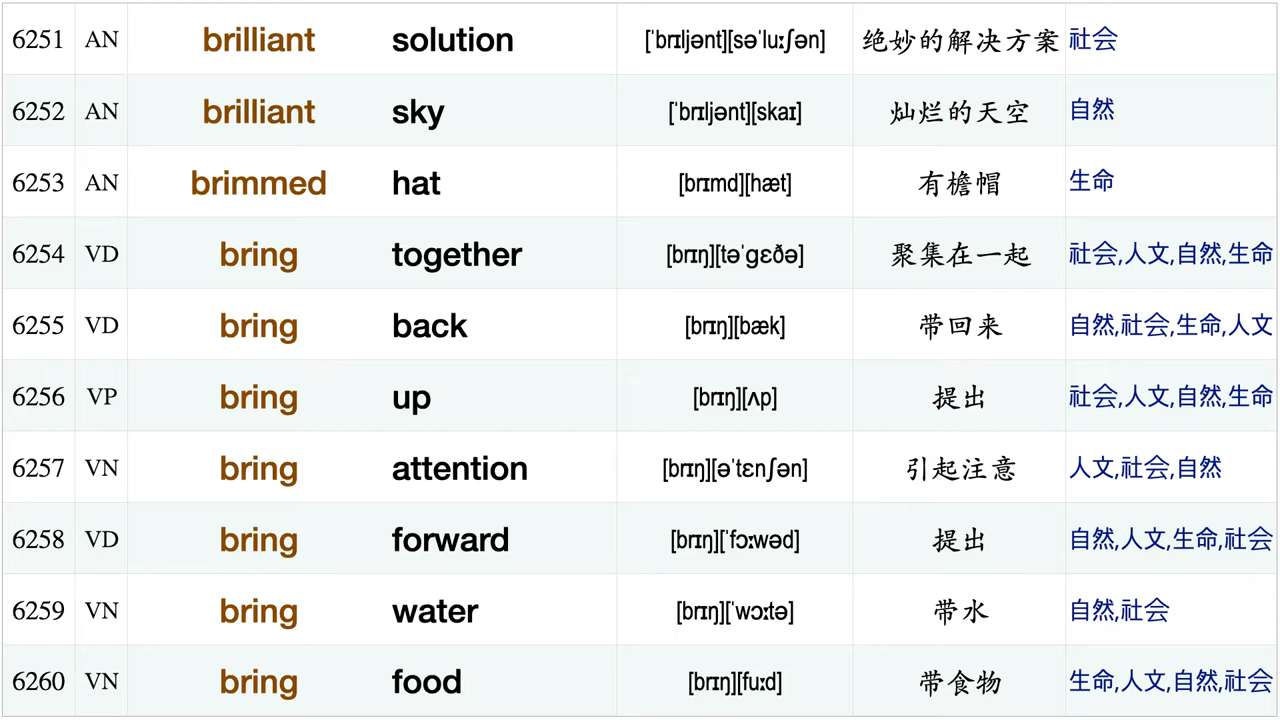 6251 AN brilliant solution [ˈbrɪljənt][səˈluːʃən] 绝妙的解决方案 社会
6252 AN brilliant sky [ˈbrɪljənt][skaɪ] 灿烂的天空 自然
6253 AN brimmed hat [brɪmd][hæt] 有檐帽 生命
6254 VD bring together [brɪŋ][təˈɡɛðə] 聚集在一起 社会,人文,自然,生命
6255 VD bring back [brɪŋ][bæk] 带回来 自然,社会,生命,人文
6256 VP bring up [brɪŋ][ʌp] 提出 社会,人文,自然,生命
6257 VN bring attention [brɪŋ][əˈtɛnʃən] 引起注意 人文,社会,自然
6258 VD bring forward [brɪŋ][ˈfɔːwəd] 提出 自然,人文,生命,社会
6259 VN bring water [brɪŋ][ˈwɔːtə] 带水 自然,社会
6260 VN bring food [brɪŋ][fuːd] 带食物 生命,人文,自然,社会